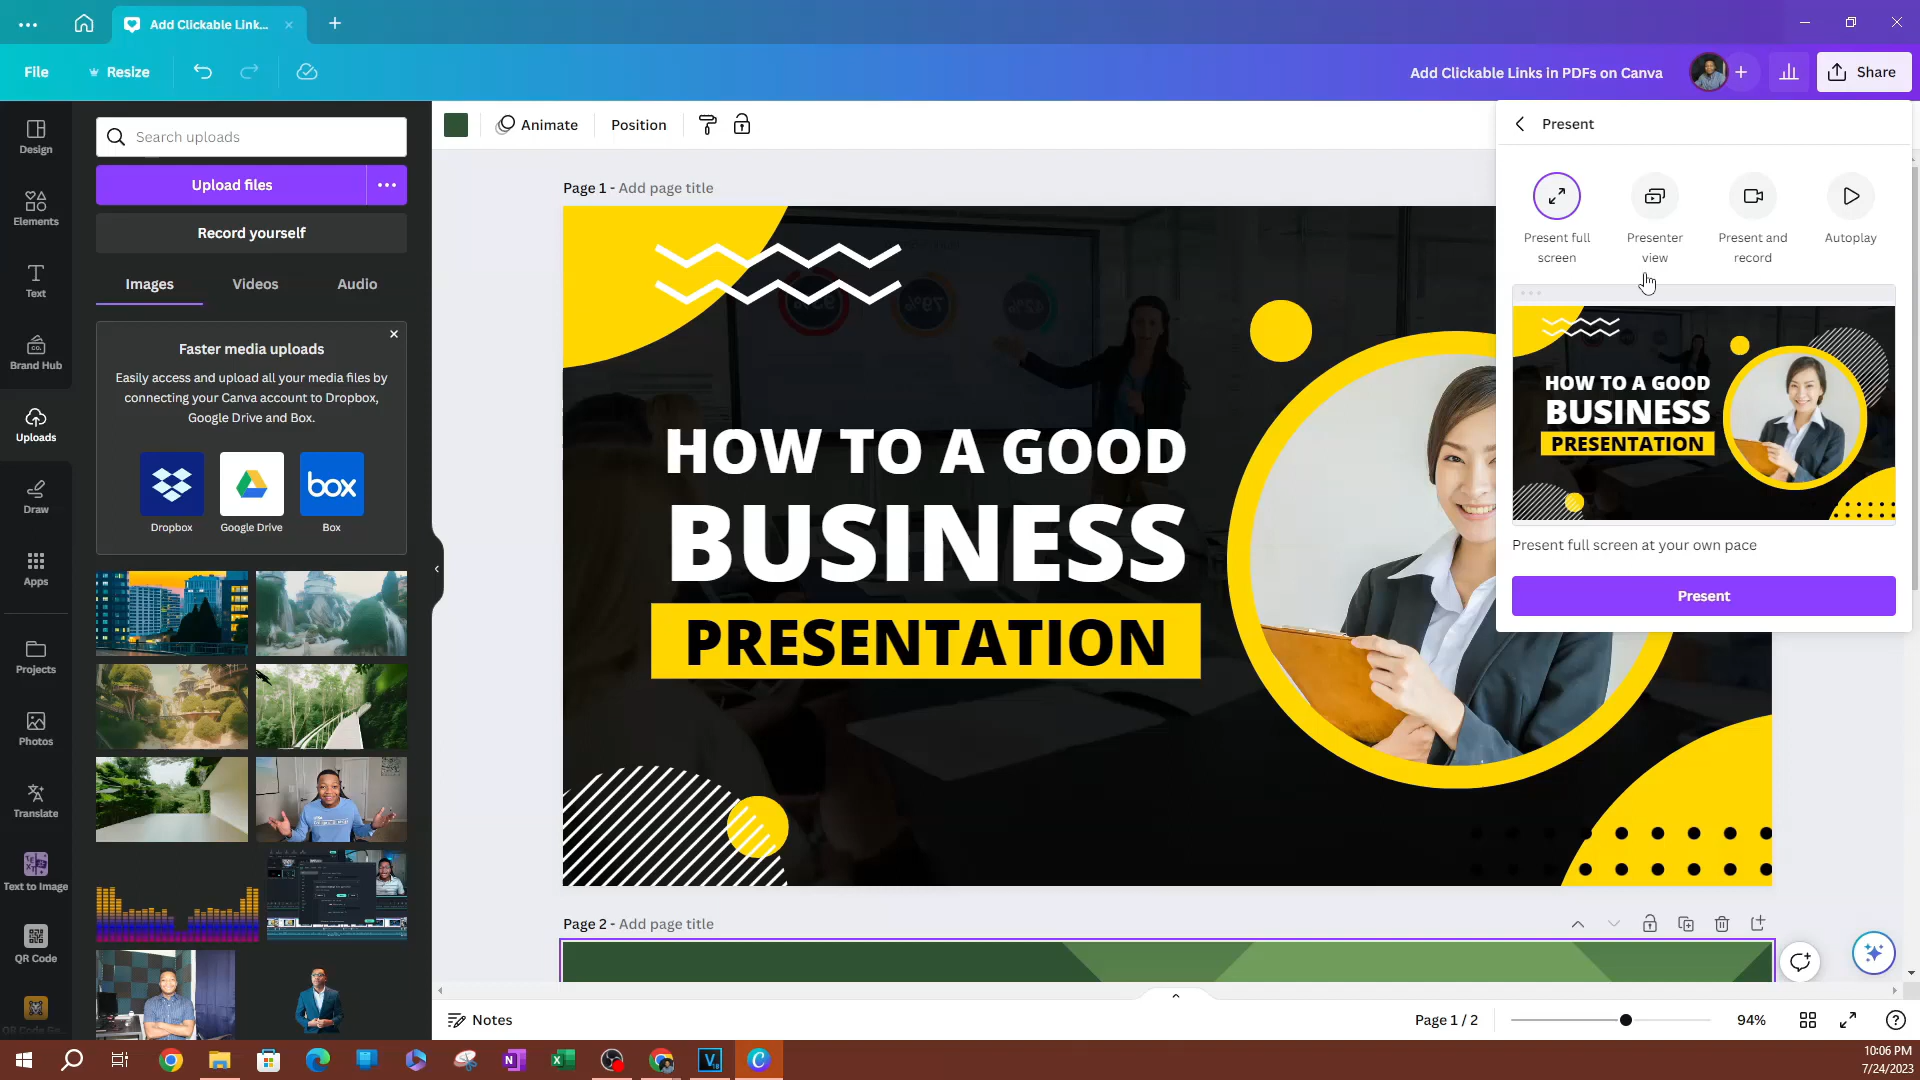 Add Clickable Link...
File
Resize
Add Clickable Links in PDFs on Canva
Share
Design
Elements
Text
Brand Hub
Uploads
Draw
Apps
Projects
Photos
Translate
Text to Image
QR Code
Search uploads
Upload files
Record yourself
Images
Videos
Audio
Faster media uploads
Easily access and upload all your media files by
connecting your Canva account to Dropbox,
Google Drive and Box.
box
Dropbox
Google Drive
Box
Animate
Position
Page 1 - Add page title
93%
79%
42%
HOW TO A GOOD
BUSINESS
PRESENTATION
Page 2 - Add page title
Notes
Page 1 / 2
94%
Present
Present full
screen
Presenter
view
Present and
record
Autoplay
HOW TO A GOOD
BUSINESS
PRESENTATION
Present full screen at your own pace
Present
10:06 PM
7/24/2023